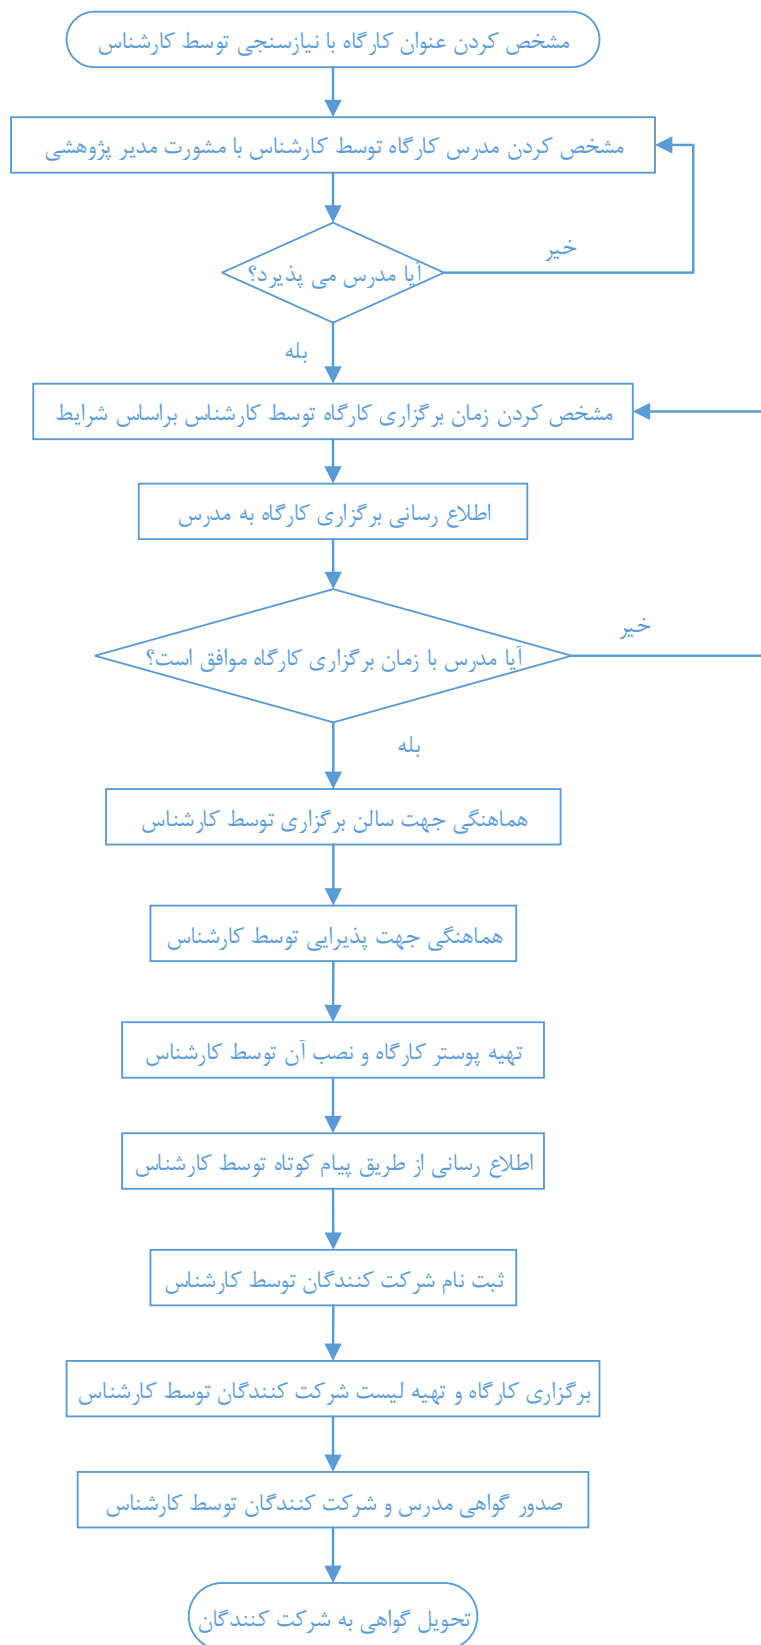 مشخص کردن عنوان کارگاه با نیازسنجی توسط کارشناس
مشخص کردن مدرس کارگاه توسط کارشناس با مشورت مدیر پژوهشی
خیر
آیا مدرس می پذیرد؟
بله
مشخص کردن زمان برگزاری کارگاه توسط کارشناس براساس شرایط
اطلاع رسانی برگزاری کارگاه به مدرس
خیر
آیا مدرس با زمان برگزاری کارگاه موافق است؟
بله
هماهنگی جهت سالن برگزاری توسط کارشناس
هماهنگی جهت پذیرایی توسط کارشناس
تهیه پوستر کارگاه و نصب آن توسط کارشناس
اطلاع رسانی از طریق پیام کوتاه توسط کارشناس
ثبت نام شرکت کنندگان توسط کارشناس
برگزاری کارگاه و تهیه لیست شرکت کنندگان توسط کارشناس
صدور گواهی مدرس و شرکت کنندگان توسط کارشناس
تحویل گواهی به شرکت کنندگان